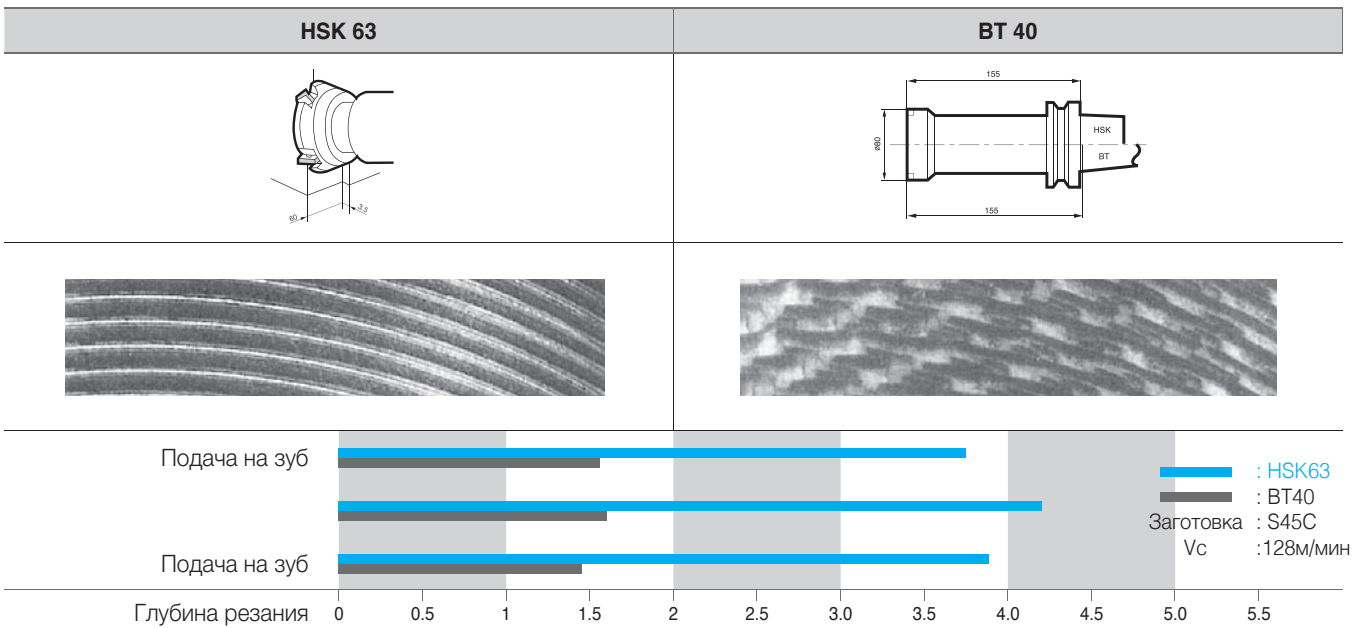 HSK 63
BT 40
60
3.5
155
ø80
HSK
BT
155
Подача на зуб
Подача на зуб
: HSK63
: BT40
Заготовка : S45C
Vc :128м/мин
Глубина резания 0 0.5 1 1.5 2 2.5 3.0 3.5 4.0 4.5 5.0 5.5